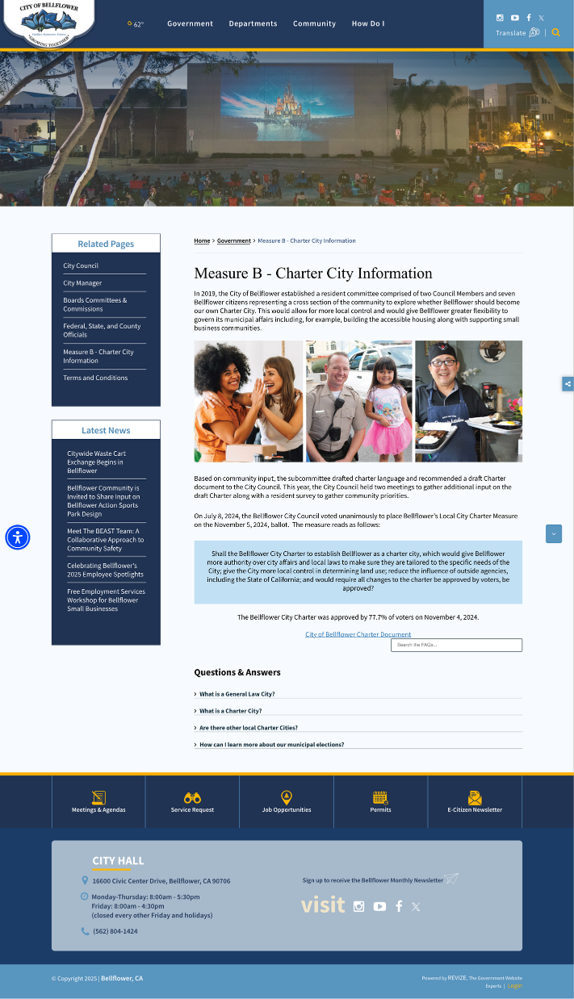 CITY OF BELLFLOWER
Families. Businesses. Futures.
"GROWING TOGETHER"
62°
Government
Departments
Community
How Do I
Translate
Related Pages
City Council
City Manager
Boards Committees &
Commissions
Federal, State, and County
Officials
Measure B - Charter City
Information
Terms and Conditions
Latest News
Citywide Waste Cart
Exchange Begins in
Bellflower
Bellflower Community is
Invited to Share Input on
Bellflower Action Sports
Park Design
Meet The BEAST Team: A
Collaborative Approach to
Community Safety
Celebrating Bellflower's
2025 Employee Spotlights
Free Employment Services
Workshop for Bellflower
Small Businesses
Home > Government > Measure B - Charter City Information
Measure B - Charter City Information
In 2019, the City of Bellflower established a resident committee comprised of two Council Members and seven
Bellflower citizens representing a cross section of the community to explore whether Bellflower should become
our own Charter City. This would allow for more local control and would give Bellflower greater flexibility to
govern its municipal affairs including, for example, building the accessible housing along with supporting small
business communities.
Based on community input, the subcommittee drafted charter language and recommended a draft Charter
document to the City Council. This year, the City Council held two meetings to gather additional input on the
draft Charter along with a resident survey to gather community priorities.
On July 8, 2024, the Bellflower City Council voted unanimously to place Bellflower's Local City Charter Measure
on the November 5, 2024, ballot. The measure reads as follows:
Shall the Bellflower City Charter to establish Bellflower as a charter city, which would give Bellflower
more authority over city affairs and local laws to make sure they are tailored to the specific needs of the
City; give the City more local control in determining land use; reduce the influence of outside agencies,
including the State of California; and would require all changes to the charter be approved by voters, be
approved?
The Bellflower City Charter was approved by 77.7% of voters on November 4, 2024.
City of Bellflower Charter Document
Search the FAQs...
Questions & Answers
> What is a General Law City?
> What is a Charter City?
> Are there other local Charter Cities?
> How can I learn more about our municipal elections?
Meetings & Agendas
Service Request
Job Opportunities
Permits
E-Citizen Newsletter
CITY HALL
16600 Civic Center Drive, Bellflower, CA 90706
Monday-Thursday: 8:00am - 5:30pm
Friday: 8:00am - 4:30pm
(closed every other Friday and holidays)
(562) 804-1424
Sign up to receive the Bellflower Monthly Newsletter
visit
© Copyright 2025 | Bellflower, CA
Powered by REVIZE, The Government Website
Experts | Login